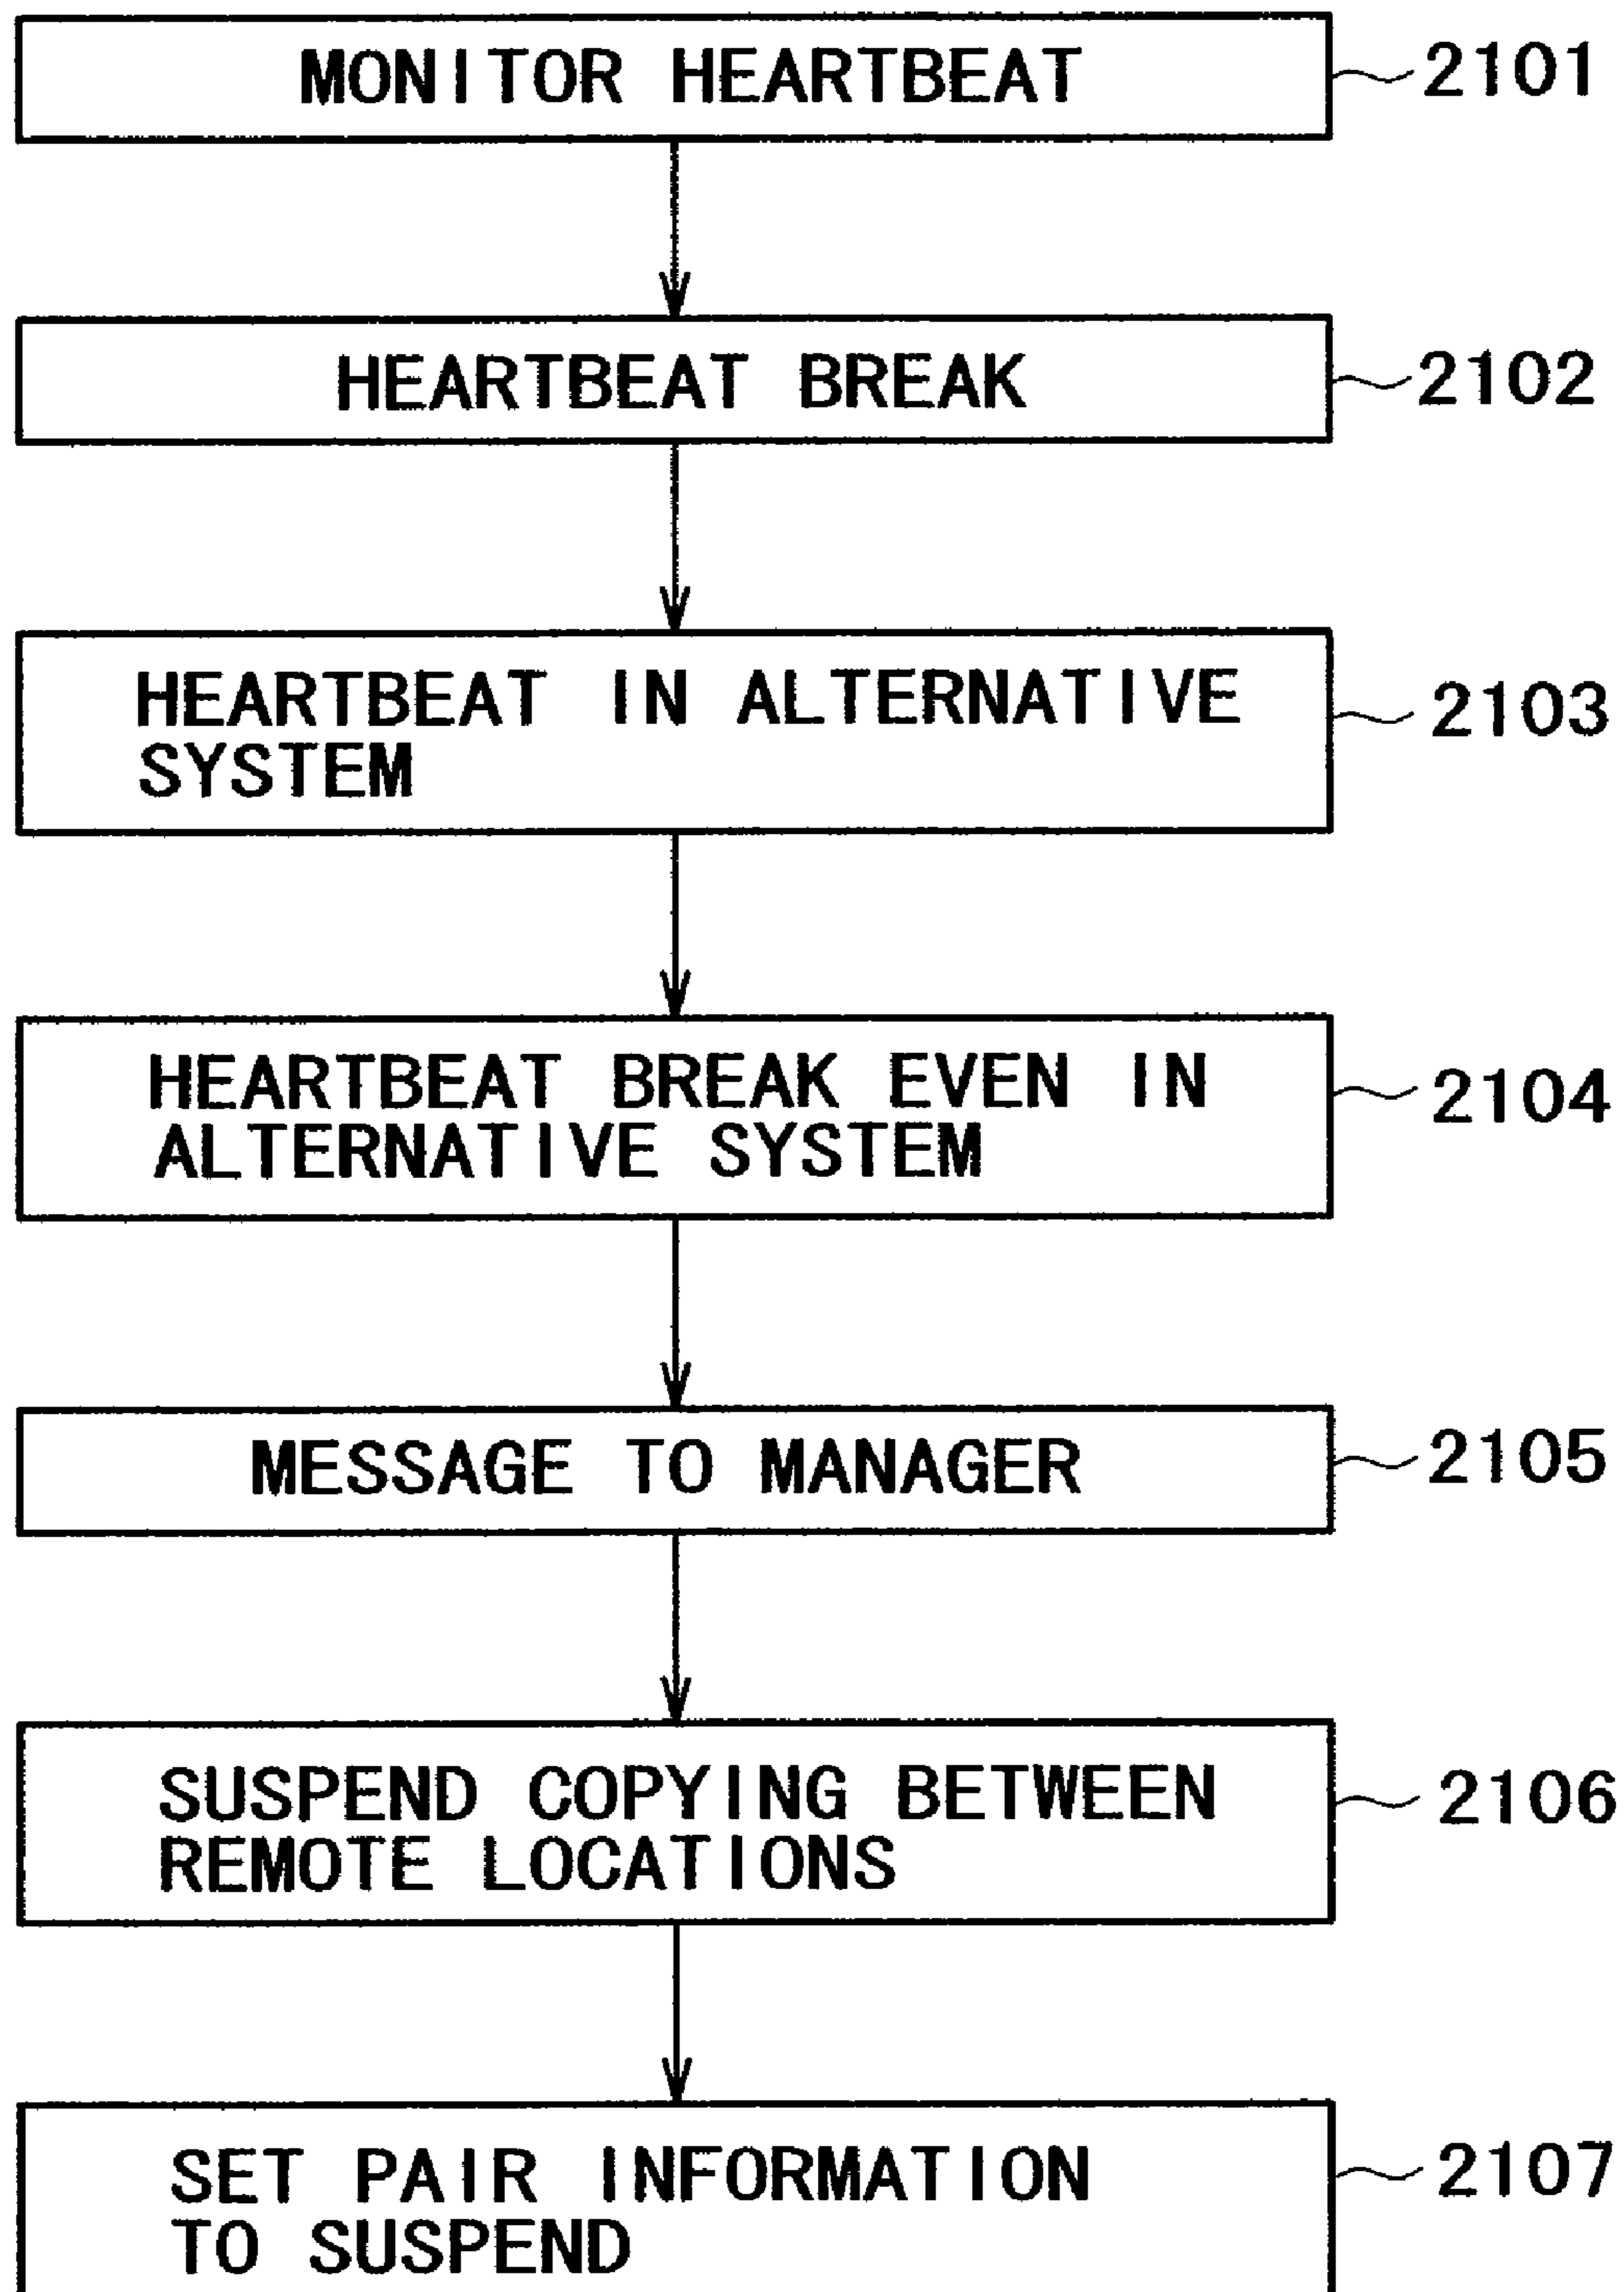 MONITOR HEARTBEAT 2101
HEARTBEAT BREAK 2102
HEARTBEAT IN ALTERNATIVE 2103
SYSTEM
HEARTBEAT BREAK EVEN IN 2104
ALTERNATIVE SYSTEM
MESSAGE TO MANAGER 2105
SUSPEND COPYING BETWEEN 2106
REMOTE LOCATIONS
SET PAIR INFORMATION 2107
TO SUSPEND